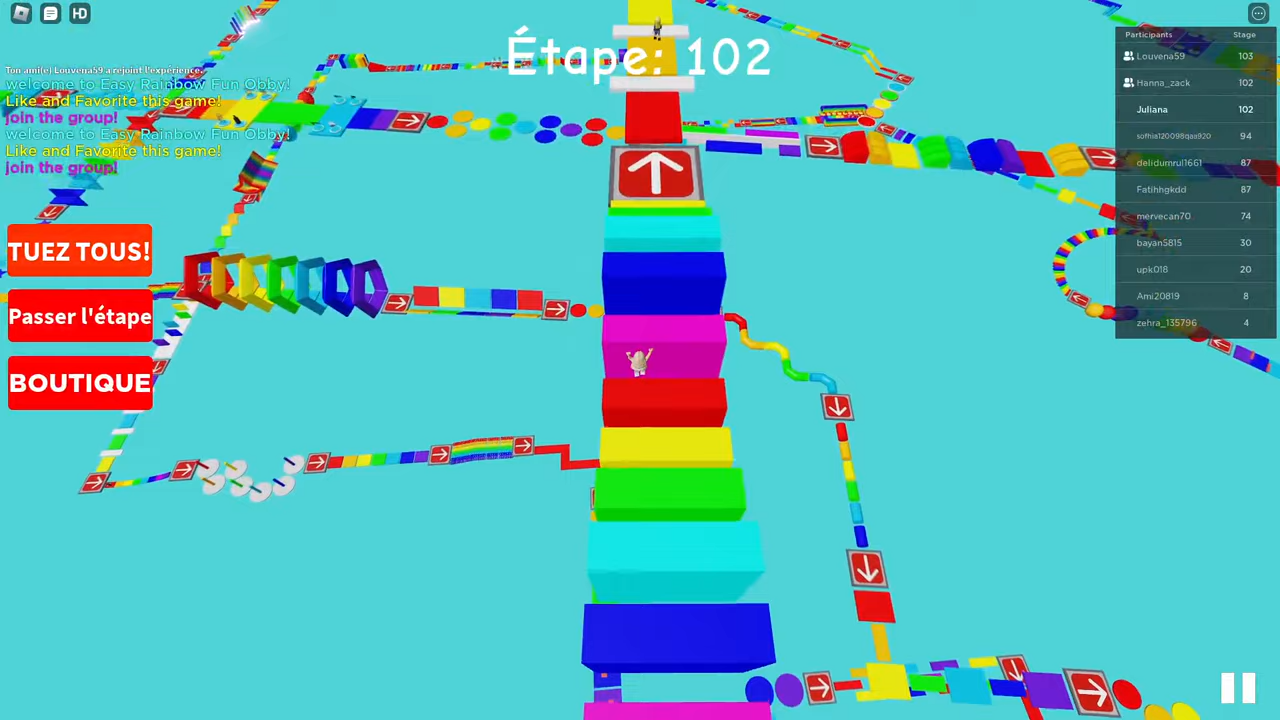 HD
Étape: 102
Ton ami(e) Louvena59 a rejoint l'expérience.
welcome to Easy Rainbow Fun Obby!
Like and Favorite this game!
join the group!
welcome to Easy Rainbow Fun Obby!
Like and Favorite this game!
join the group!
TUEZ TOUS!
Passer l'étape
BOUTIQUE
Participants Stage
Louvena59 103
Hanna_zack 102
Juliana 102
sofhia120098qaa920 94
delidumrul1661 87
Fatihhgkdd 87
mervecan70 74
bayan5815 30
upk018 20
Ami20819 8
zehra_135796 4